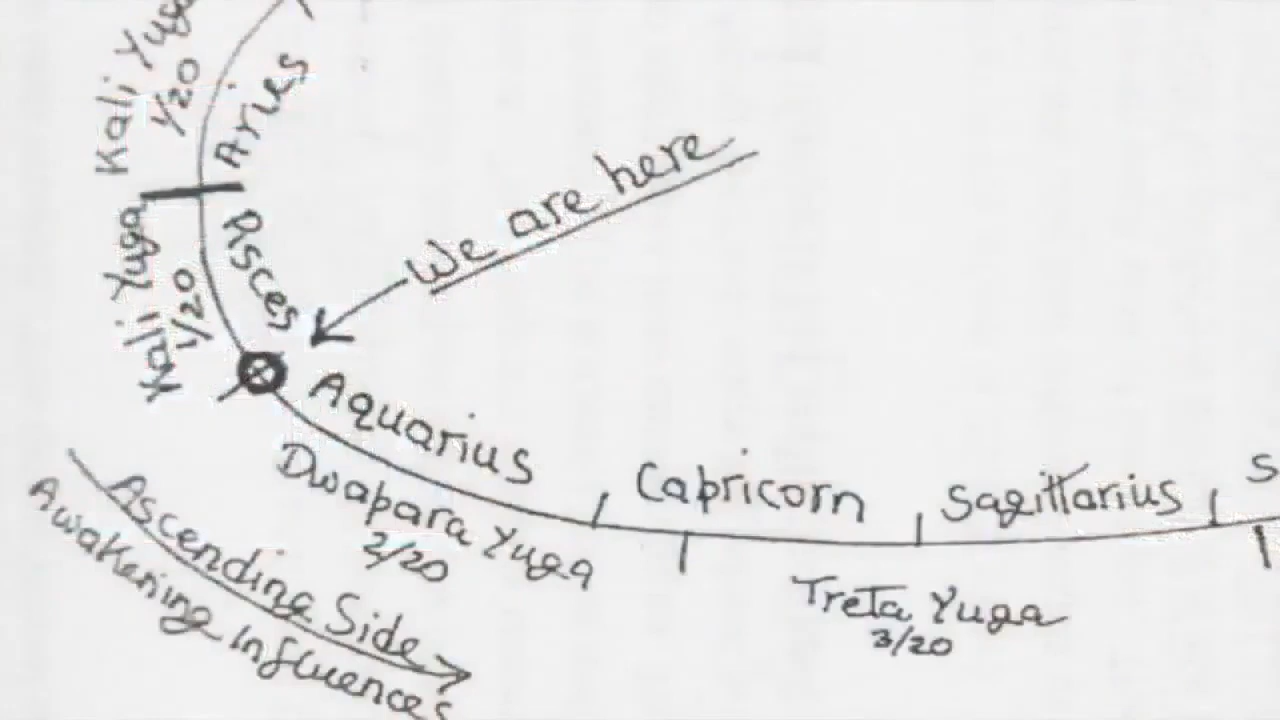 Kali Yuga
1/20
Aries
We are here
Pisces
Kali Yuga
1/20
Aquarius
Dwapara Yuga
2/20
Capricorn
Sagittarius
S
Treta Yuga
3/20
Ascending Side
Awakening Influences